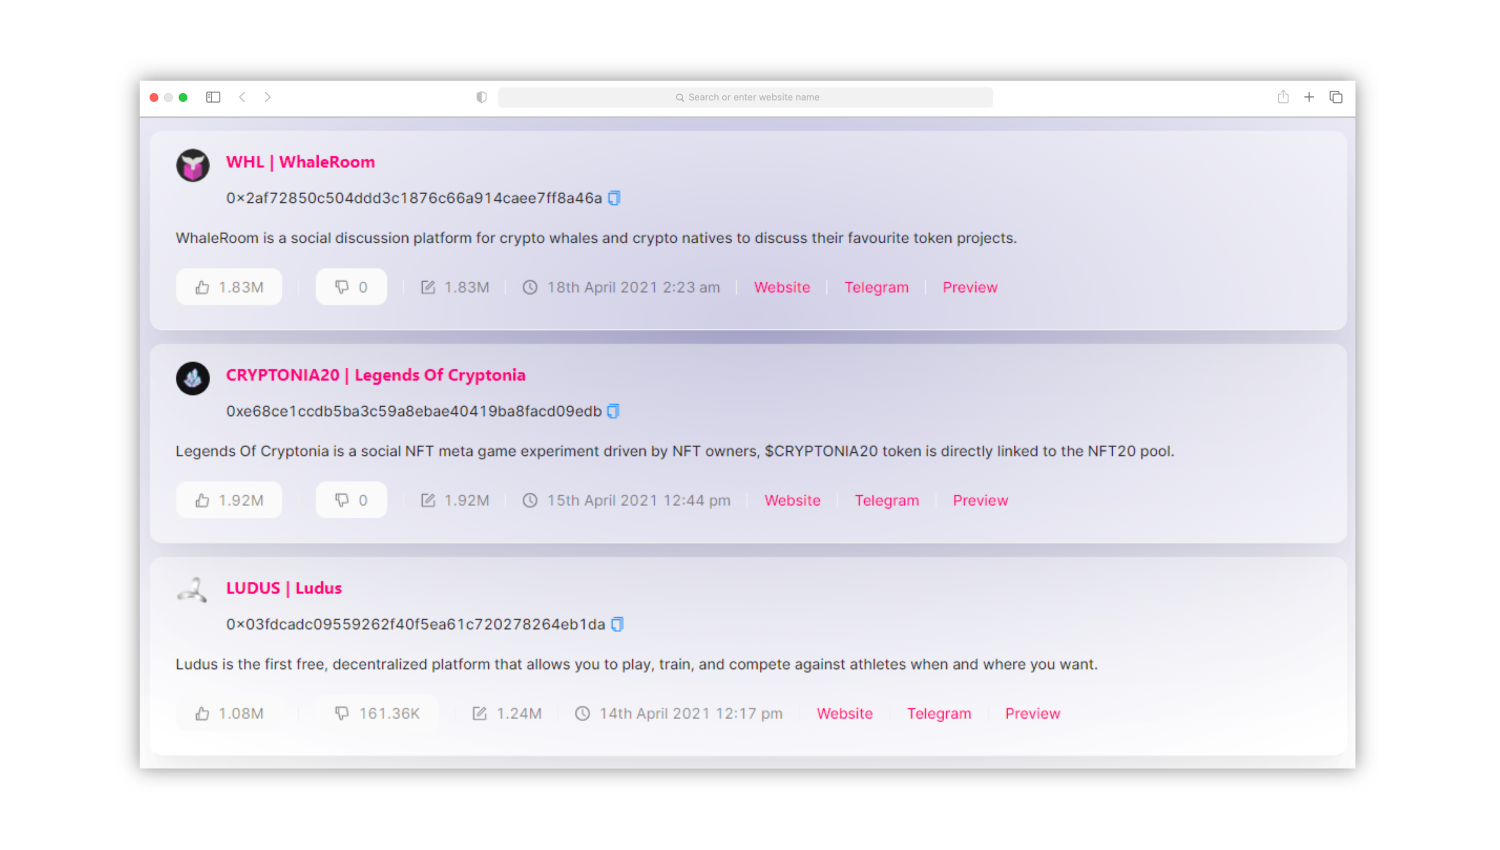 Search or enter website name
WHL | WhaleRoom
0×2af72850c504ddd3c1876c66a914caee7ff8a46a
WhaleRoom is a social discussion platform for crypto whales and crypto natives to discuss their favourite token projects.
1.83M 0 1.83M 18th April 2021 2:23 am Website Telegram Preview
CRYPTONIA20 | Legends Of Cryptonia
0xe68ce1ccdb5ba3c59a8ebae40419ba8facd09edb
Legends Of Cryptonia is a social NFT meta game experiment driven by NFT owners, $CRYPTONIA20 token is directly linked to the NFT20 pool.
1.92M 0 1.92M 15th April 2021 12:44 pm Website Telegram Preview
LUDUS | Ludus
0×03fdcadc09559262f40f5ea61c720278264eb1da
Ludus is the first free, decentralized platform that allows you to play, train, and compete against athletes when and where you want.
1.08M 161.36K 1.24M 14th April 2021 12:17 pm Website Telegram Preview